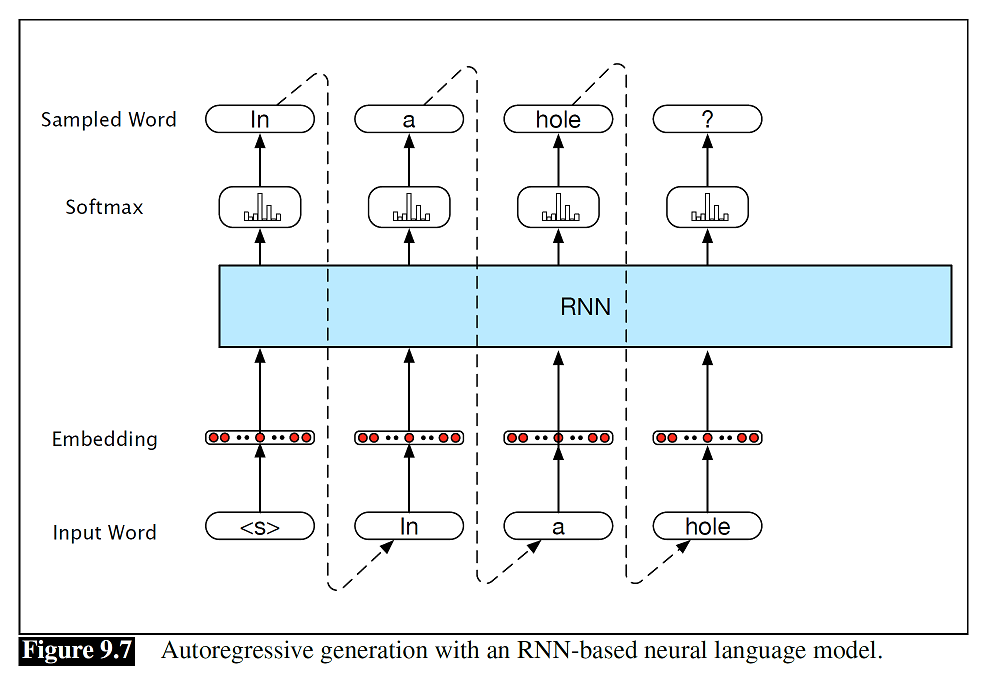 Sampled Word In a hole ?
Softmax
RNN
Embedding
Input Word <s> In a hole
Figure 9.7 Autoregressive generation with an RNN-based neural language model.